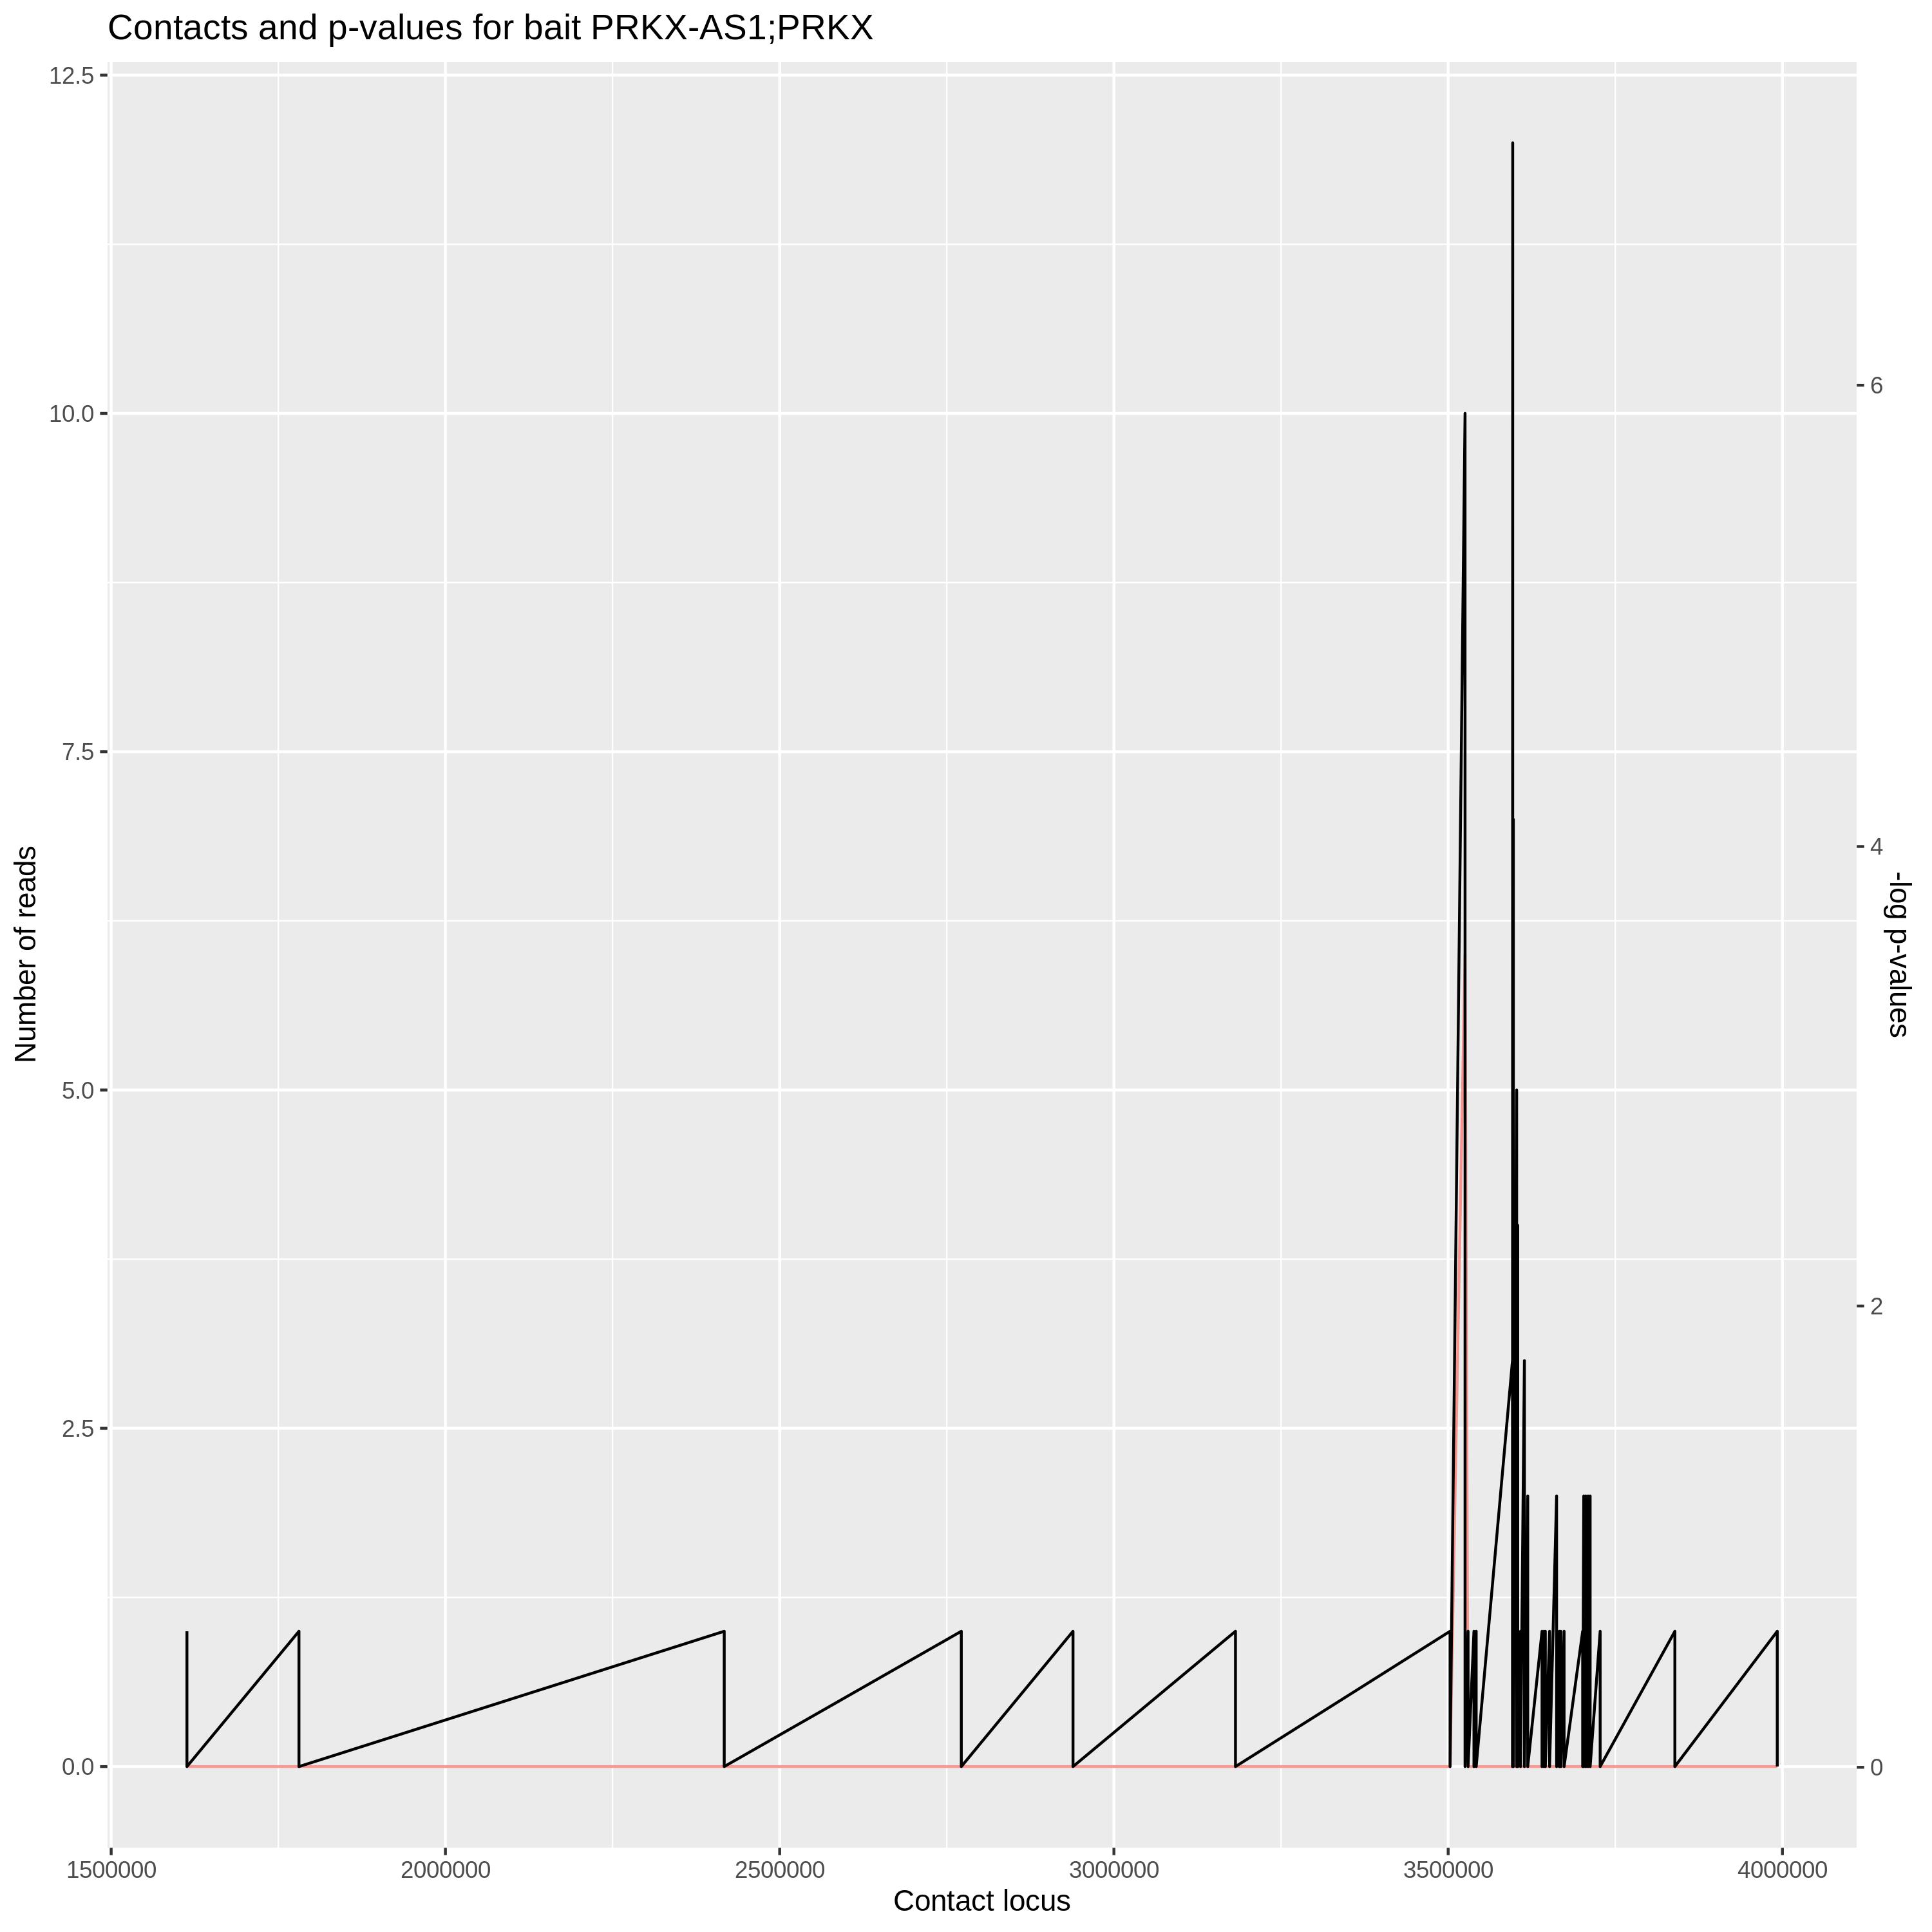 Contacts and p-values for bait PRKX-AS1;PRKX
12.5
10.0
7.5
5.0
2.5
0.0
Number of reads
6
4
2
0
-log p-values
1500000 2000000 2500000 3000000 3500000 4000000
Contact locus